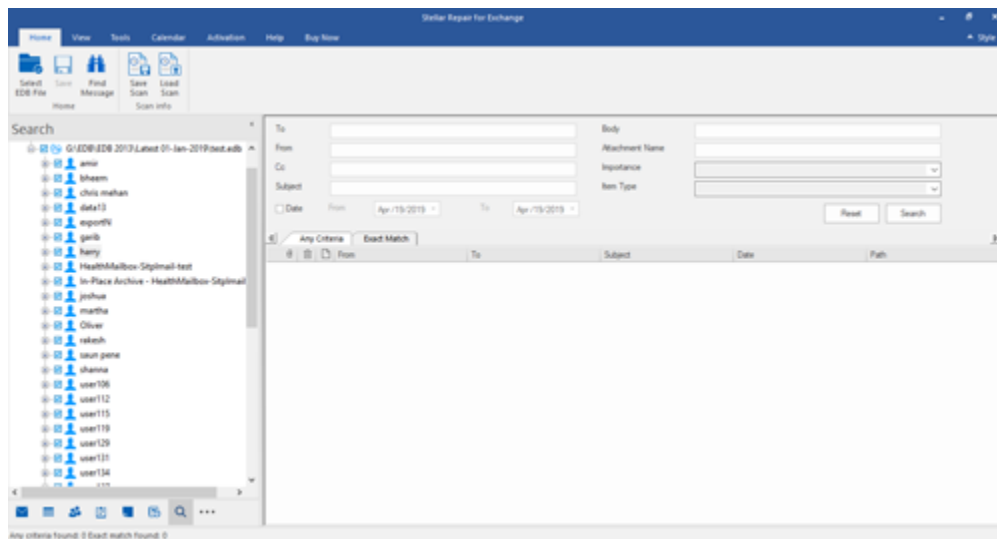 Stellar Repair for Exchange
Home View Tools Calendar Activation Help Buy Now Style
Select EDB File Save Find Message Save Scan Load Scan
Home Scan info
Search
G:\EDB\EDB 2013\Latest 01-Jan-2019\test.edb
amir
bheem
chris mahan
data13
garib
harry
HealthMailbox-Sitplmail-test
In-Place Archive - HealthMailbox-Sitplmail
joshua
martha
Oliver
rakesh
saun pene
shanna
user106
user112
user115
user119
user129
user131
user134
To
From
Cc
Subject
Date From Apr/19/2019 To Apr/19/2019
Body
Attachment Name
Importance
Item Type
Reset Search
Any Criteria Exact Match
From To Subject Date Path
Any criteria found: 0 Exact match found: 0